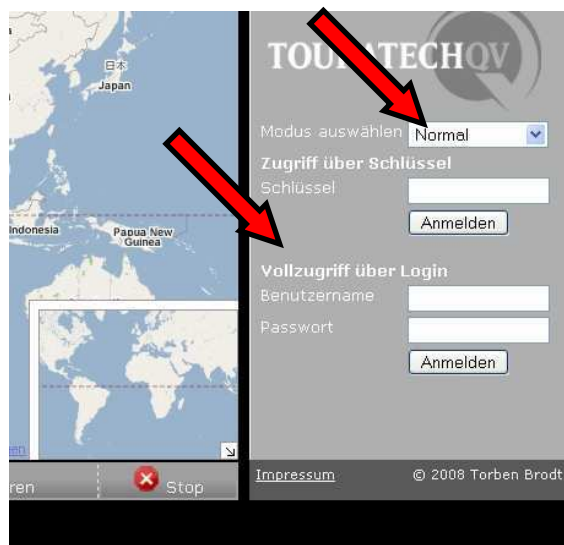 日本
Japan
Indonesia
Papua New
Guinea
ren
Stop
TOURATECHQV
Modus auswählen Normal
Zugriff über Schlüssel
Schlüssel
Anmelden
Vollzugriff über Login
Benutzername
Passwort
Anmelden
Impressum © 2008 Torben Brodt